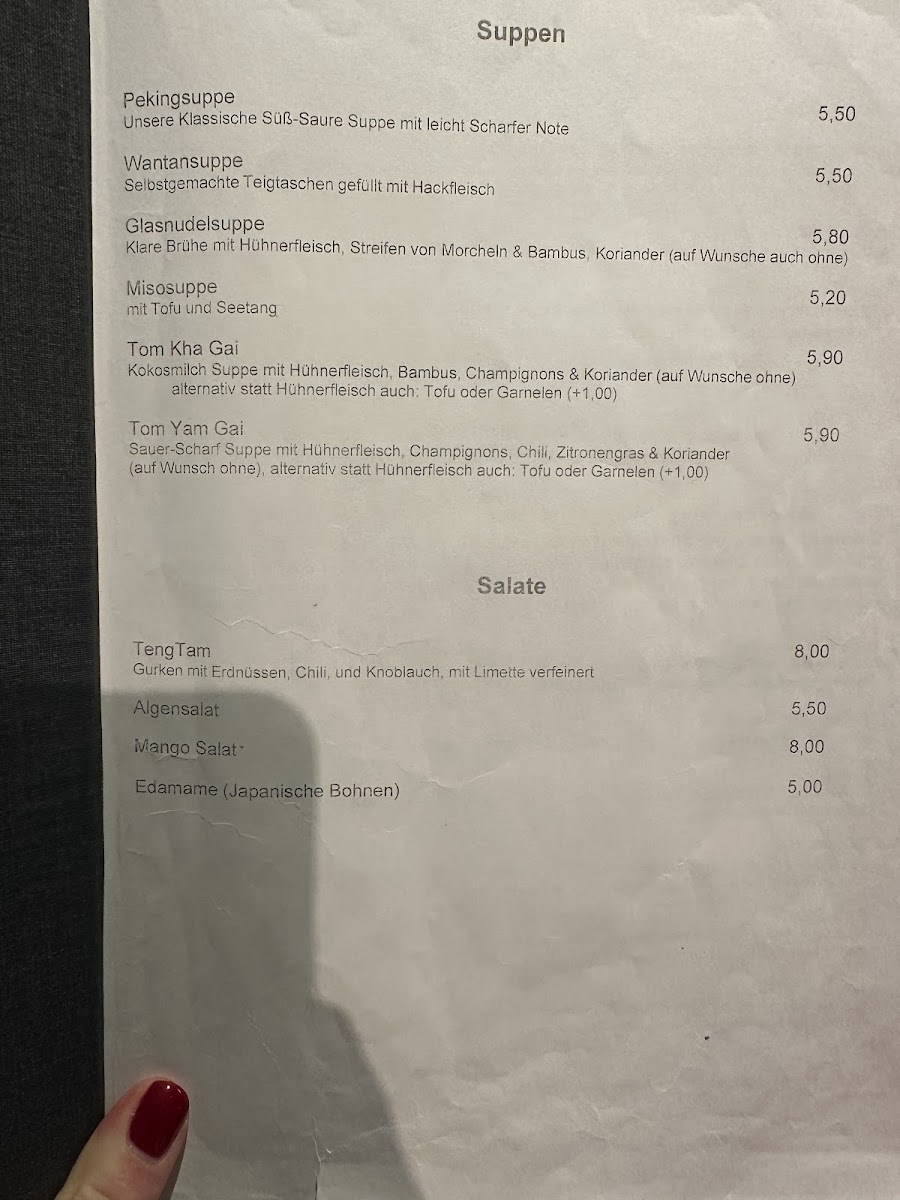 Suppen
Pekingsuppe 5,50
Unsere Klassische Süß-Saure Suppe mit leicht Scharfer Note
Wantansuppe 5,50
Selbstgemachte Teigtaschen gefüllt mit Hackfleisch
Glasnudelsuppe 5,80
Klare Brühe mit Hühnerfleisch, Streifen von Morcheln & Bambus, Koriander (auf Wunsche auch ohne)
Misosuppe 5,20
mit Tofu und Seetang
Tom Kha Gai 5,90
Kokosmilch Suppe mit Hühnerfleisch, Bambus, Champignons & Koriander (auf Wunsche ohne)
alternativ statt Hühnerfleisch auch: Tofu oder Garnelen (+1,00)
Tom Yam Gai 5,90
Sauer-Scharf Suppe mit Hühnerfleisch, Champignons, Chili, Zitronengras & Koriander
(auf Wunsch ohne), alternativ statt Hühnerfleisch auch: Tofu oder Garnelen (+1,00)
Salate
TengTam 8,00
Gurken mit Erdnüssen, Chili, und Knoblauch, mit Limette verfeinert
Algensalat 5,50
Mango Salat 8,00
Edamame (Japanische Bohnen) 5,00